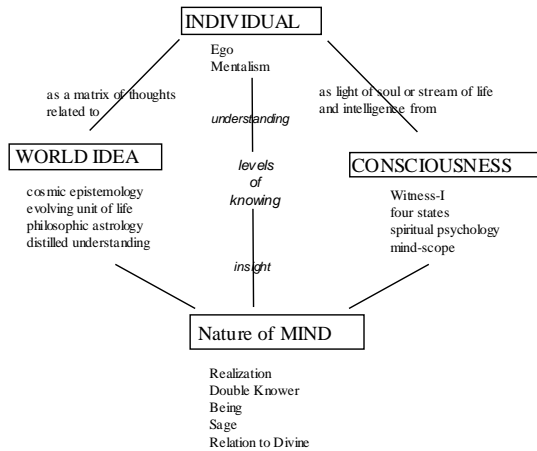 INDIVIDUAL
Ego
Mentalism
as a matrix of thoughts
related to
as light of soul or stream of life
and intelligence from
understanding
WORLD IDEA
levels
of
knowing
CONSCIOUSNESS
cosmic epistemology
evolving unit of life
philosophic astrology
distilled understanding
Witness-I
four states
spiritual psychology
mind-scope
insight
Nature of MIND
Realization
Double Knower
Being
Sage
Relation to Divine